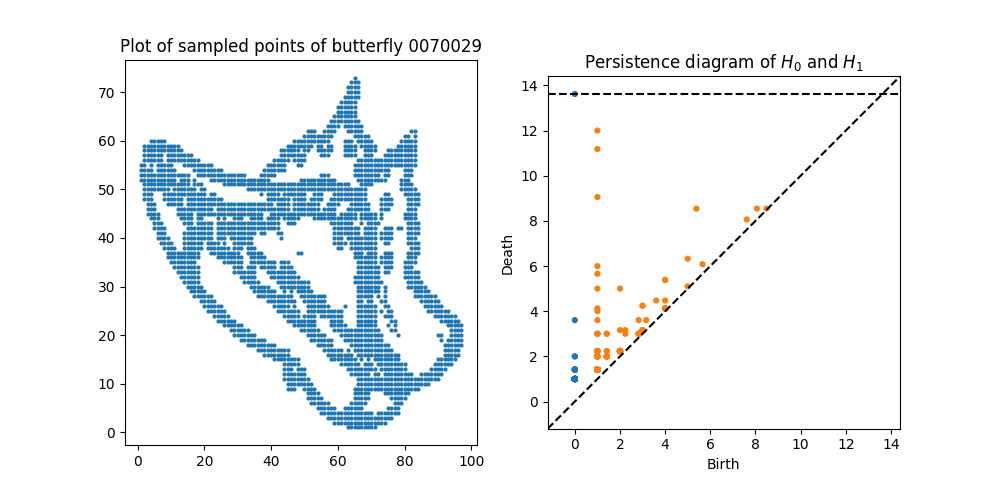 Plot of sampled points of butterfly 0070029
70
60
50
40
30
20
10
0
0 20 40 60 80 100
Persistence diagram of H₀ and H₁
14
12
10
8
6
4
2
0
Death
0 2 4 6 8 10 12 14
Birth